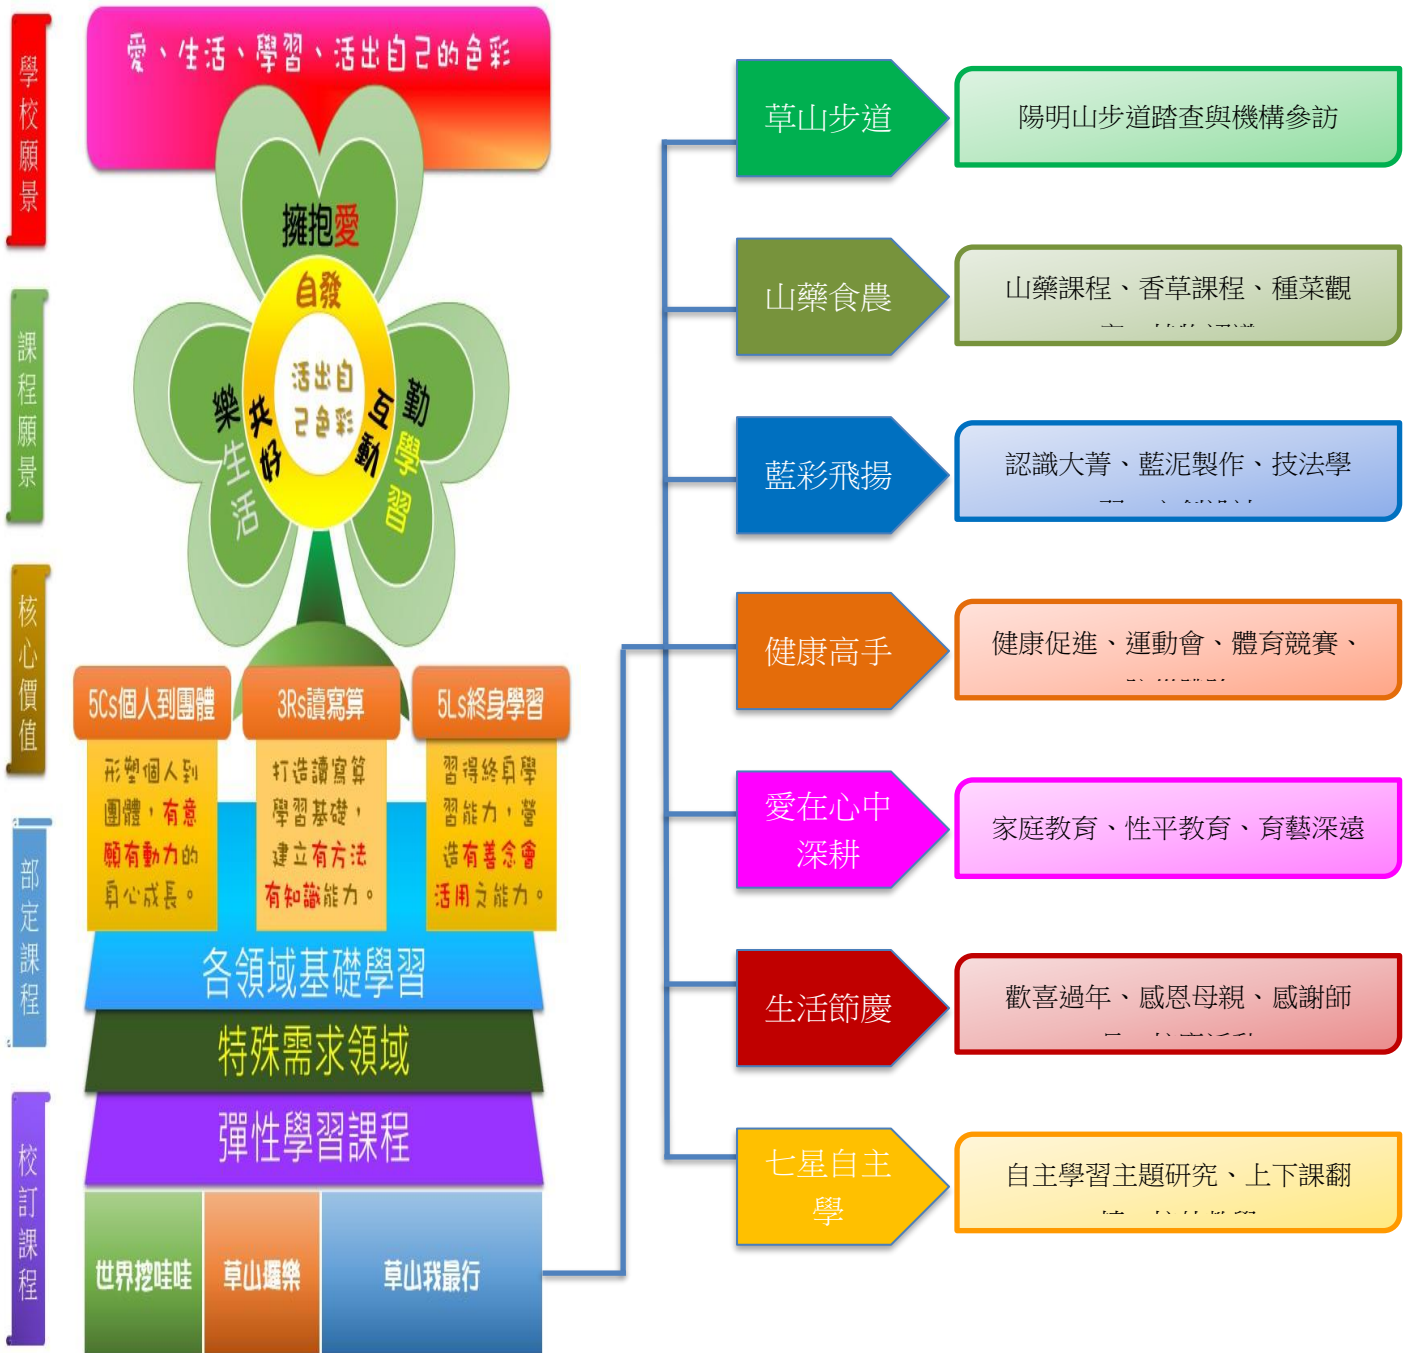 學校願景
愛、生活、學習、活出自己的色彩
課程願景
擁抱愛
自發
活出自
己色彩
樂生活
共好
互動
勤學習
核心價值
5Cs個人到團體
形塑個人到
團體，有意
願有動力的
身心成長。
3Rs讀寫算
打造讀寫算
學習基礎，
建立有方法
有知識能力。
5Ls終身學習
習得終身學
習能力，營
造有善念會
活用之能力。
部定課程
各領域基礎學習
特殊需求領域
校訂課程
彈性學習課程
世界挖哇哇
草山邏樂
草山我最行
草山步道
陽明山步道踏查與機構參訪
山藥食農
山藥課程、香草課程、種菜觀
藍彩飛揚
認識大菁、藍泥製作、技法學
健康高手
健康促進、運動會、體育競賽、
愛在心中
深耕
家庭教育、性平教育、育藝深遠
生活節慶
歡喜過年、感恩母親、感謝師
七星自主
學
自主學習主題研究、上下課翻